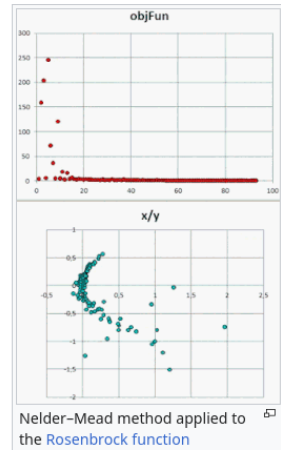 objFun
300
250
200
150
100
50
0
0 20 40 60 80 100
x/y
1
0,5
-0,5 0,5 1 1,5 2 2,5
-0,5
-1
-1,5
-2
Nelder–Mead method applied to
the Rosenbrock function